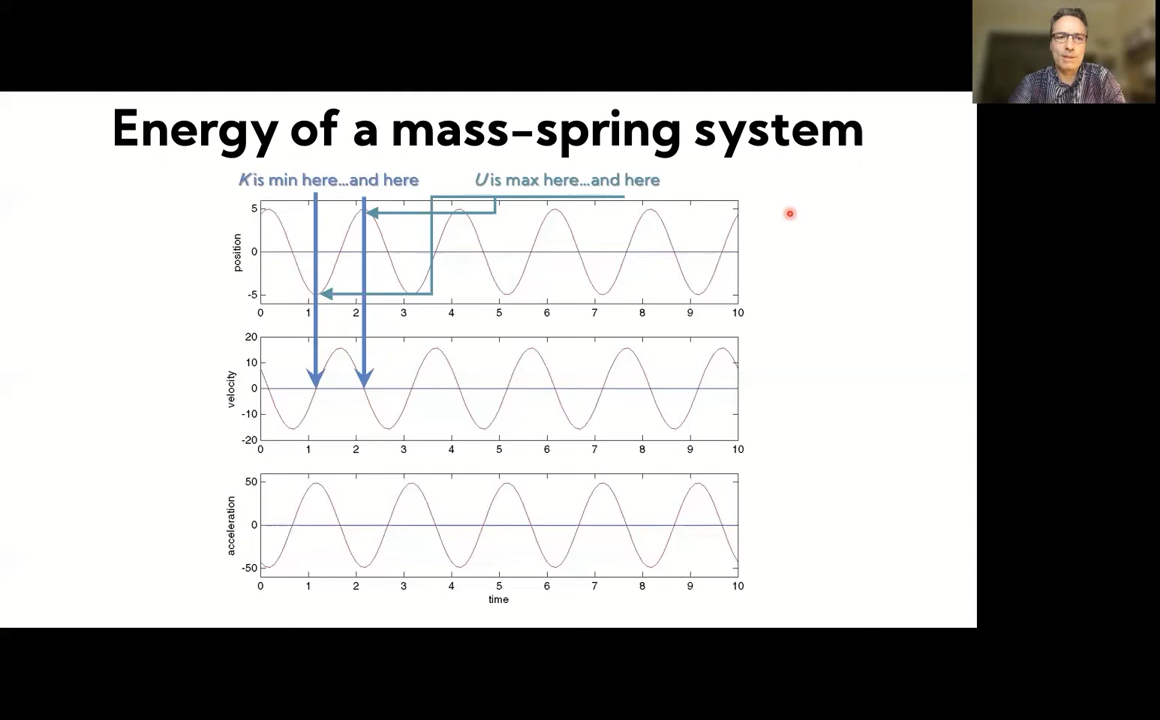 Energy of a mass-spring system
K is min here...and here
U is max here...and here
position
5
0
-5
0 1 2 3 4 5 6 7 8 9 10
velocity
20
10
0
-10
-20
0 1 2 3 4 5 6 7 8 9 10
acceleration
50
0
-50
0 1 2 3 4 5 6 7 8 9 10
time